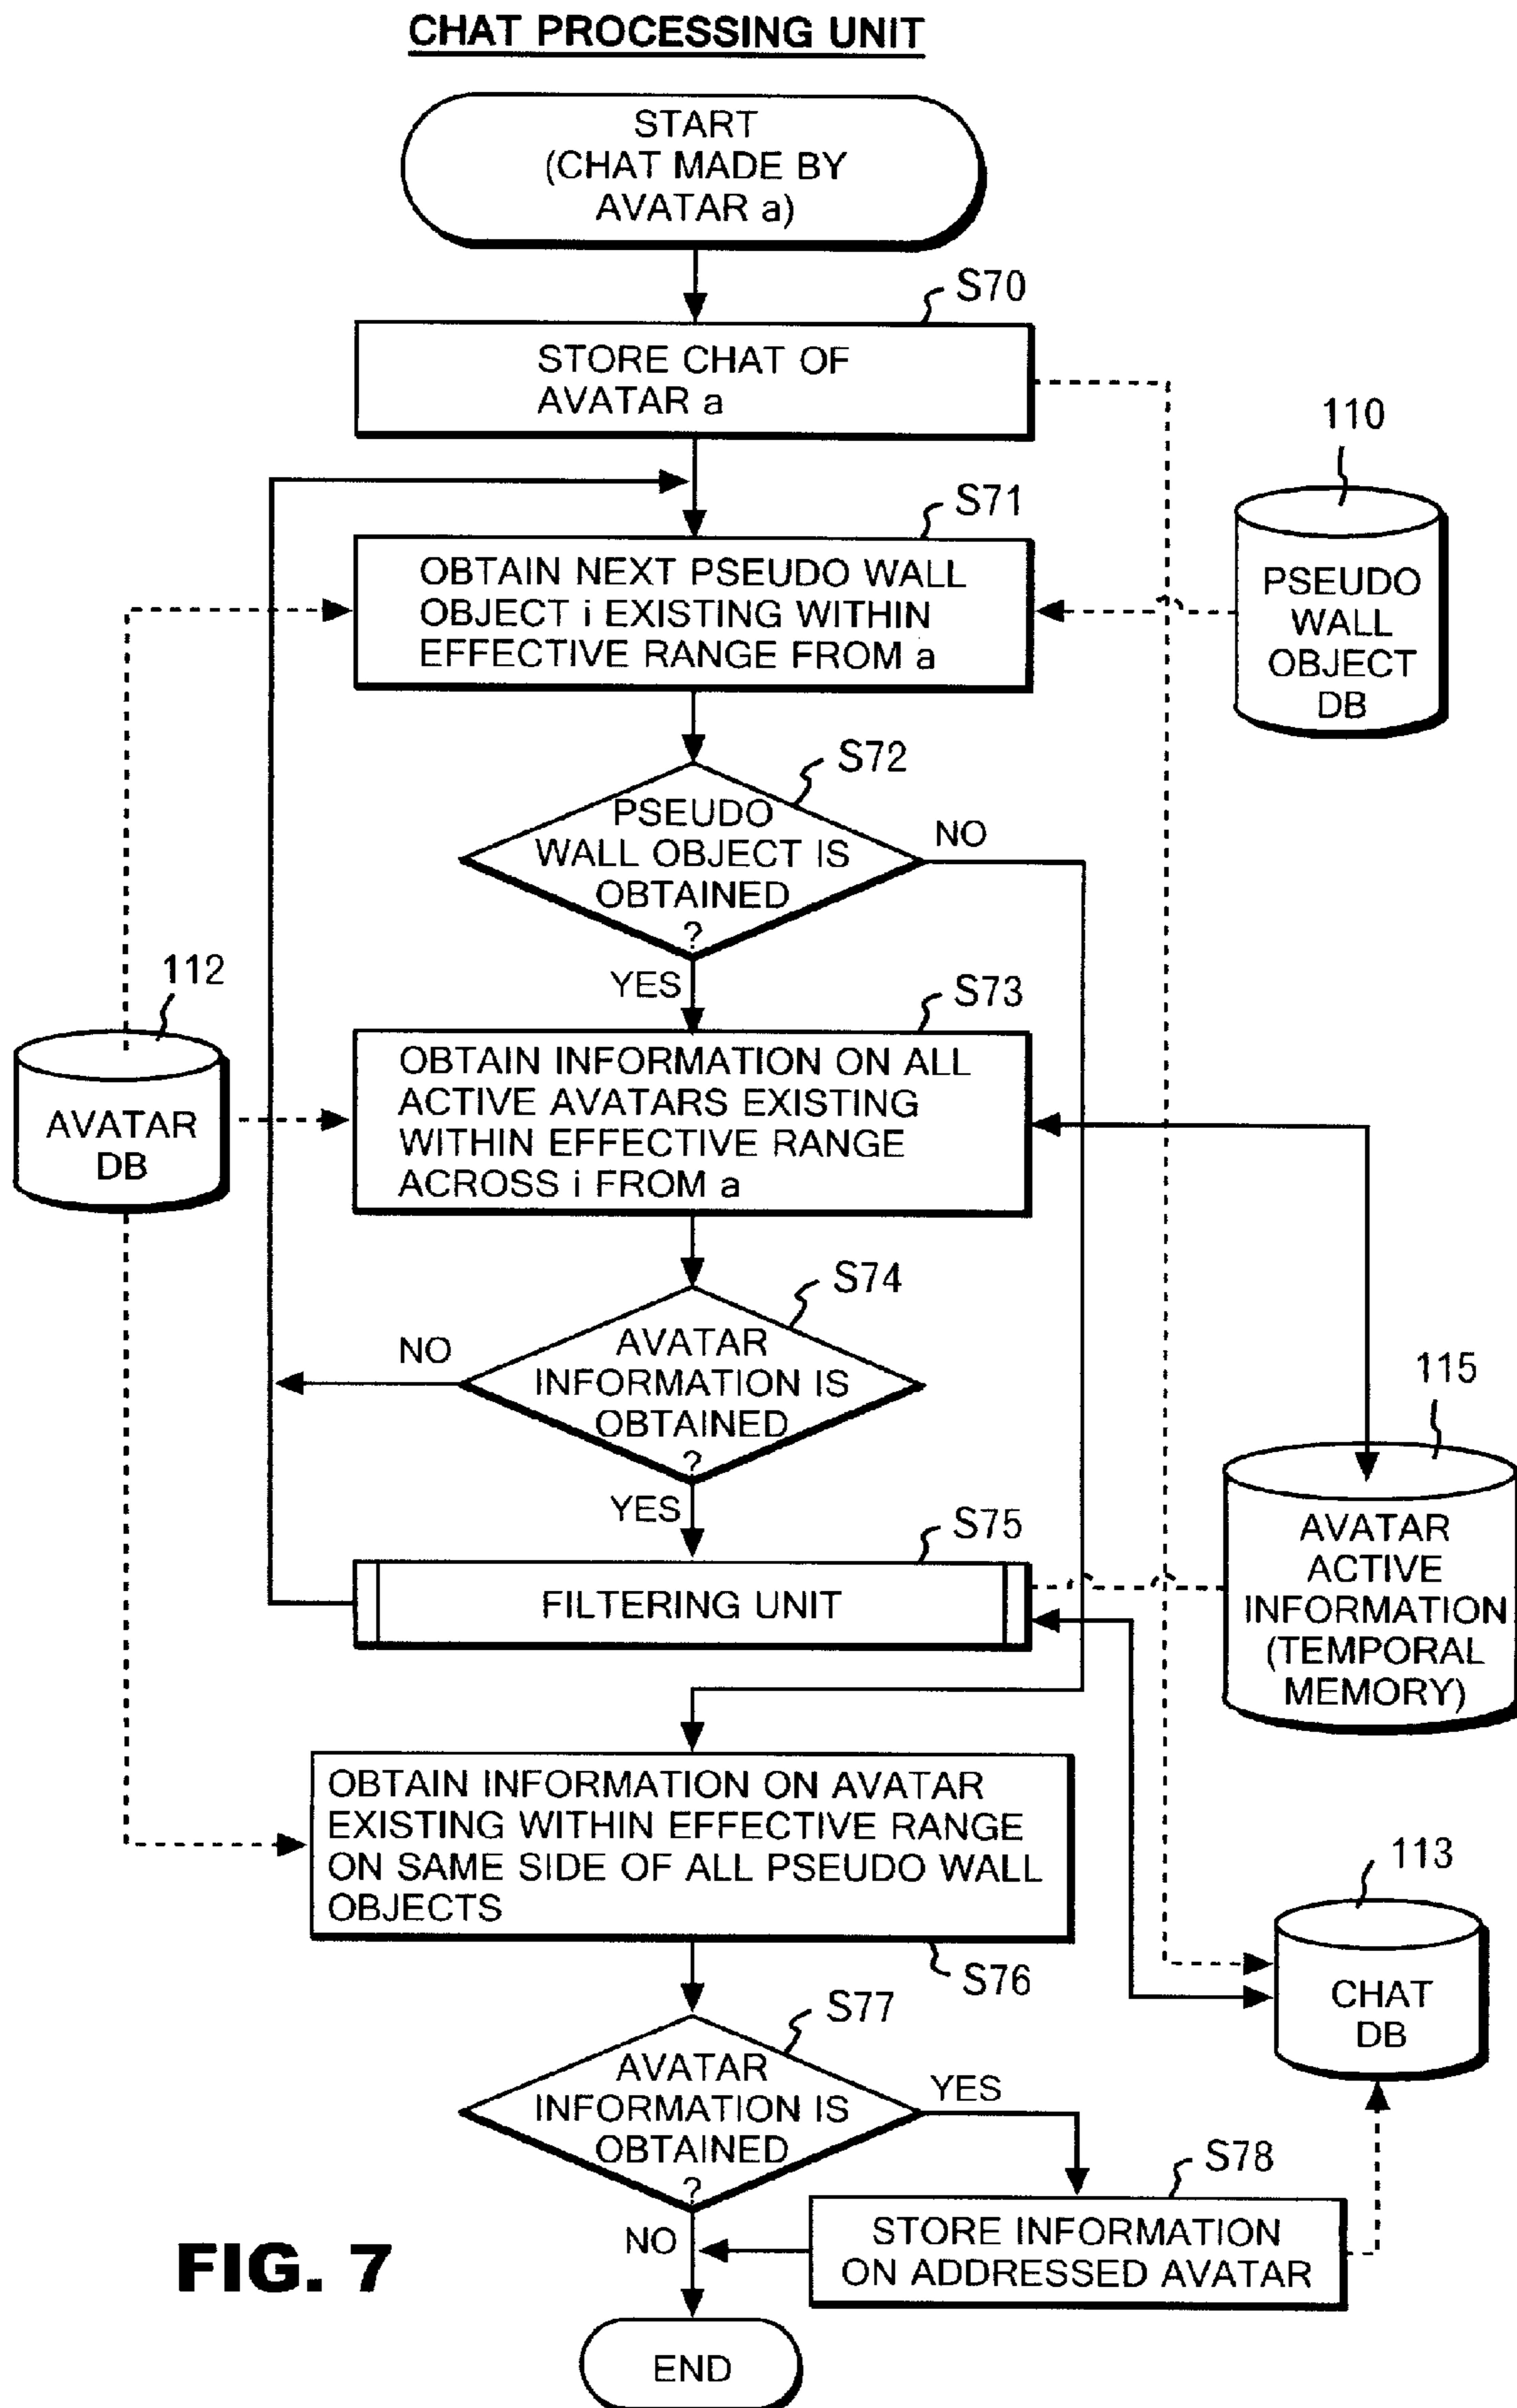 CHAT PROCESSING UNIT
START
(CHAT MADE BY
AVATAR a)
S70
STORE CHAT OF
AVATAR a
110
S71
OBTAIN NEXT PSEUDO WALL
OBJECT i EXISTING WITHIN
EFFECTIVE RANGE FROM a
PSEUDO
WALL
OBJECT
DB
S72
PSEUDO
WALL OBJECT IS
OBTAINED
?
NO
YES
112
AVATAR
DB
S73
OBTAIN INFORMATION ON ALL
ACTIVE AVATARS EXISTING
WITHIN EFFECTIVE RANGE
ACROSS i FROM a
S74
AVATAR
INFORMATION IS
OBTAINED
?
NO
YES
115
AVATAR
ACTIVE
INFORMATION
(TEMPORAL
MEMORY)
S75
FILTERING UNIT
OBTAIN INFORMATION ON AVATAR
EXISTING WITHIN EFFECTIVE RANGE
ON SAME SIDE OF ALL PSEUDO WALL
OBJECTS
S76
113
CHAT
DB
S77
AVATAR
INFORMATION IS
OBTAINED
?
YES
NO
S78
STORE INFORMATION
ON ADDRESSED AVATAR
FIG. 7
END